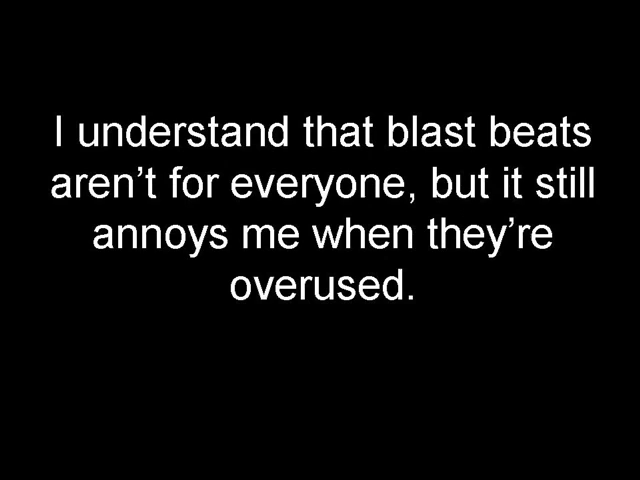 I understand that blast beats
aren’t for everyone, but it still
annoys me when they’re
overused.